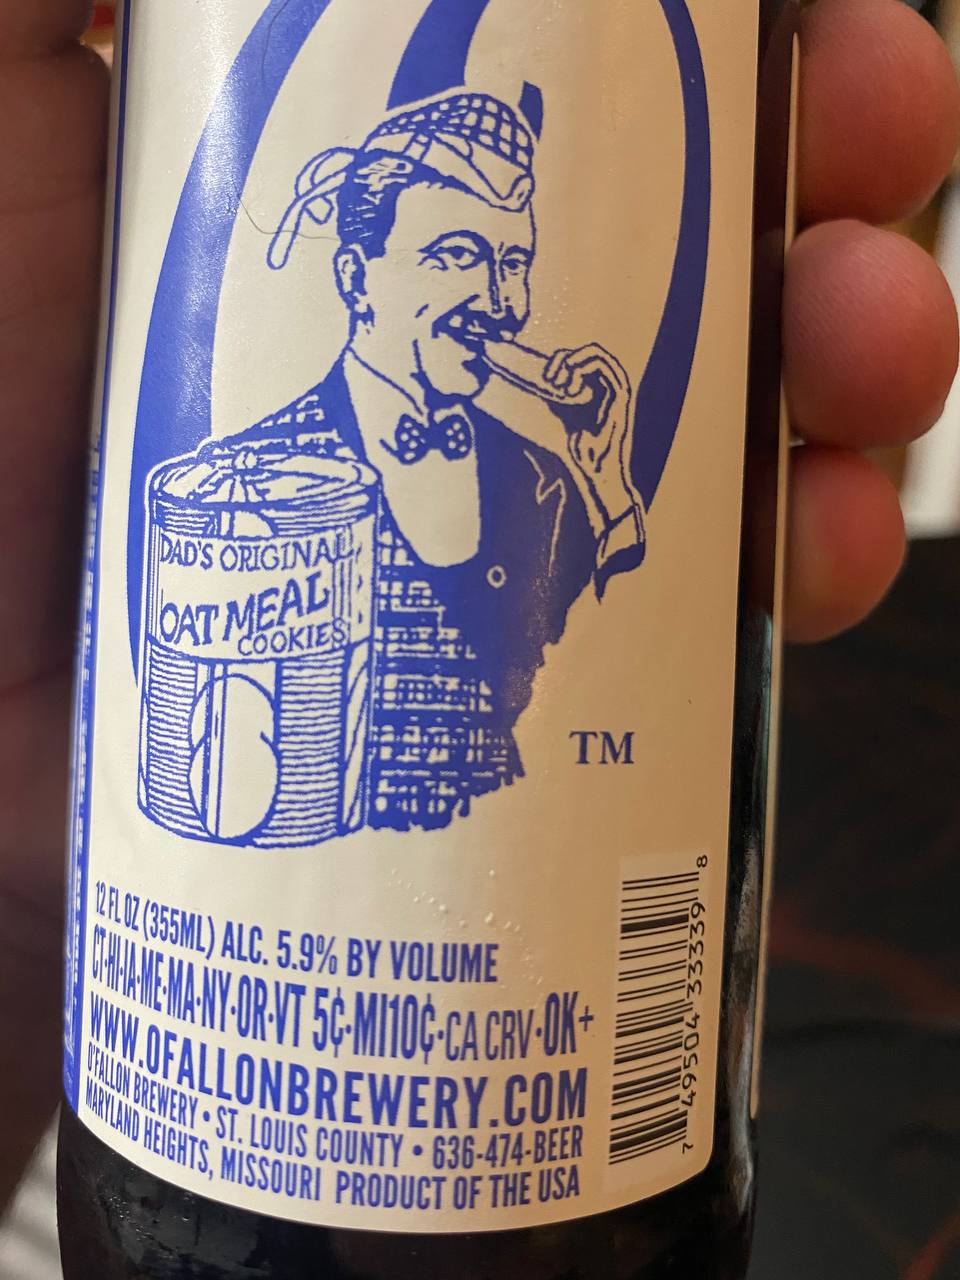 DAD'S ORIGINAL
OATMEAL
COOKIES
TM
12 FL OZ (355ML) ALC. 5.9% BY VOLUME
CT·HI·IA·ME·MA·NY·OR·VT 5¢·MI10¢·CA CRV·OK+
WWW.OFALLONBREWERY.COM
O'FALLON BREWERY • ST. LOUIS COUNTY • 636-474-BEER
MARYLAND HEIGHTS, MISSOURI PRODUCT OF THE USA
7 49504 33339 8